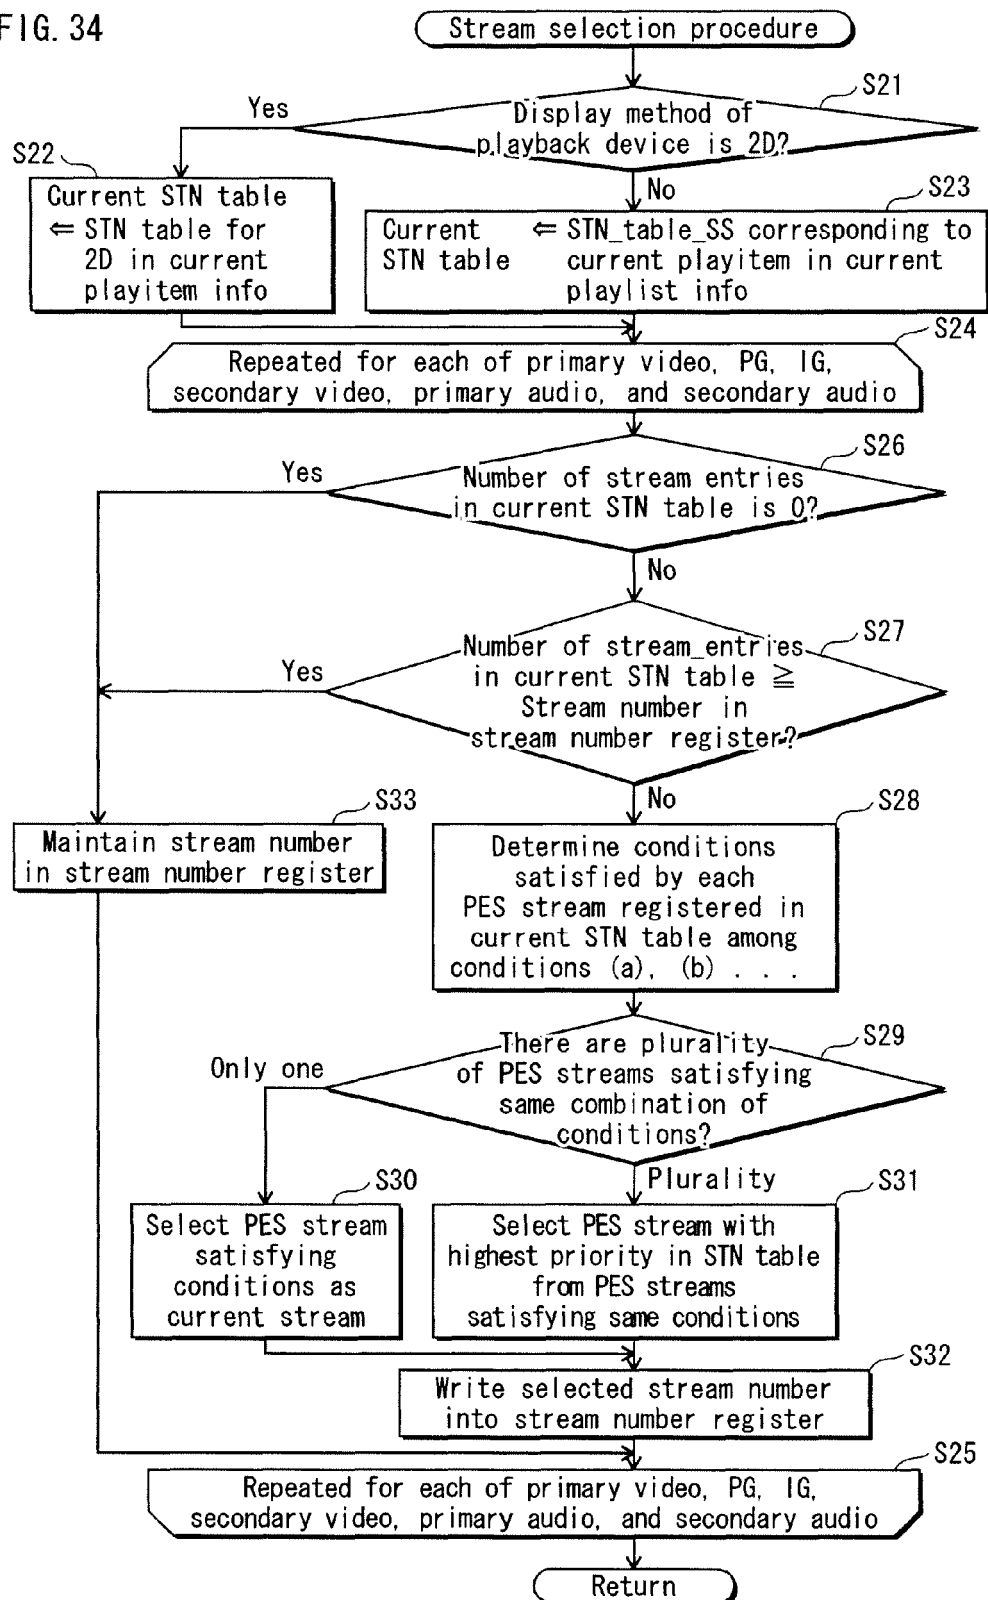 FIG. 34
Stream selection procedure
S21
Display method of
playback device is 2D?
Yes
No
S22
Current STN table
⇐ STN table for
2D in current
playitem info
S23
Current ⇐ STN_table_SS corresponding to
STN table current playitem in current
playlist info
S24
Repeated for each of primary video, PG, IG,
secondary video, primary audio, and secondary audio
S26
Number of stream entries
in current STN table is 0?
Yes
No
S27
Number of stream_entries
in current STN table ≧
Stream number in
stream number register?
Yes
No
S33
Maintain stream number
in stream number register
S28
Determine conditions
satisfied by each
PES stream registered in
current STN table among
conditions (a), (b) . . .
S29
There are plurality
of PES streams satisfying
same combination of
conditions?
Only one
Plurality
S30
Select PES stream
satisfying
conditions as
current stream
S31
Select PES stream with
highest priority in STN table
from PES streams
satisfying same conditions
S32
Write selected stream number
into stream number register
S25
Repeated for each of primary video, PG, IG,
secondary video, primary audio, and secondary audio
Return